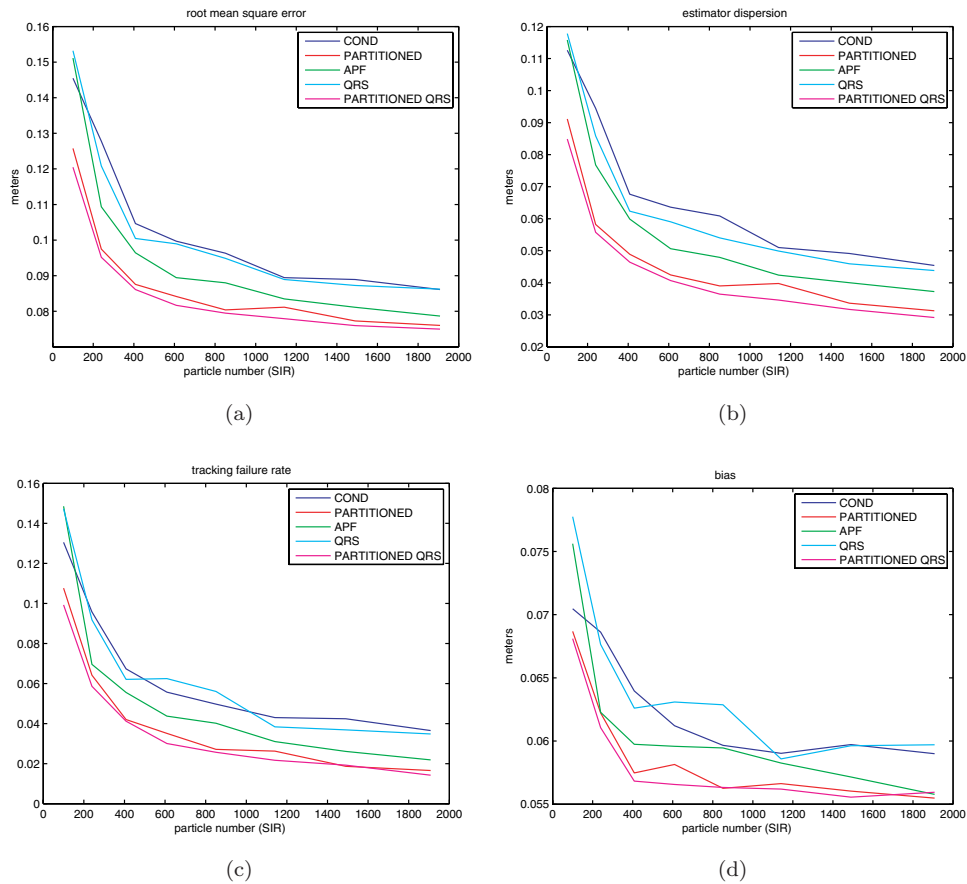 root mean square error
0.16
0.15
0.14
0.13
0.12
0.11
0.1
0.09
0.08
meters
COND
PARTITIONED
APF
QRS
PARTITIONED QRS
0 200 400 600 800 1000 1200 1400 1600 1800 2000
particle number (SIR)
(a)
estimator dispersion
0.12
0.11
0.1
0.09
0.08
0.07
0.06
0.05
0.04
0.03
0.02
meters
COND
PARTITIONED
APF
QRS
PARTITIONED QRS
0 200 400 600 800 1000 1200 1400 1600 1800 2000
particle number (SIR)
(b)
tracking failure rate
0.16
0.14
0.12
0.1
0.08
0.06
0.04
0.02
0
COND
PARTITIONED
APF
QRS
PARTITIONED QRS
0 200 400 600 800 1000 1200 1400 1600 1800 2000
particle number (SIR)
(c)
bias
0.08
0.075
0.07
0.065
0.06
0.055
meters
COND
PARTITIONED
APF
QRS
PARTITIONED QRS
0 200 400 600 800 1000 1200 1400 1600 1800 2000
particle number (SIR)
(d)